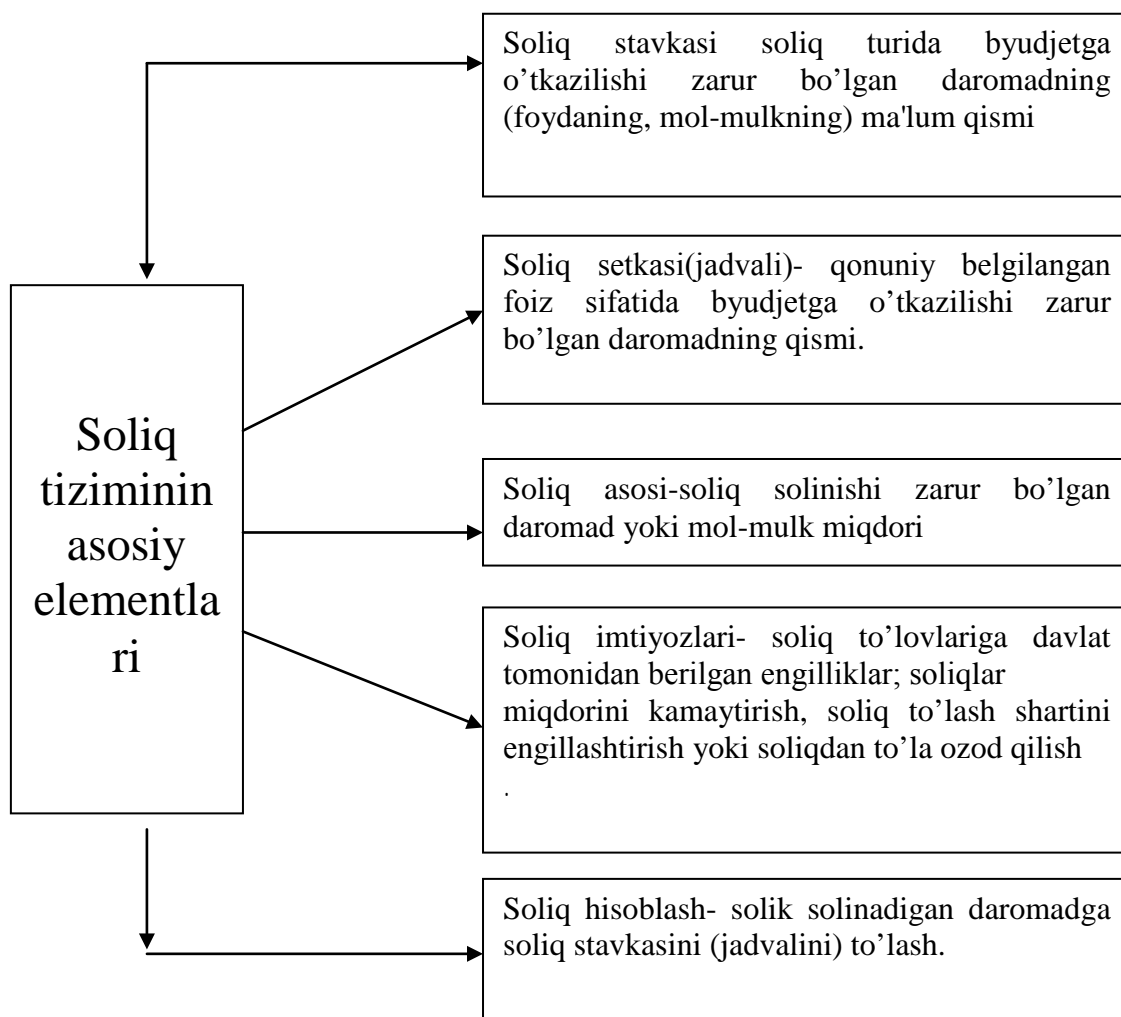 Soliq stavkasi soliq turida byudjetga
o’tkazilishi zarur bo’lgan daromadning
(foydaning, mol-mulkning) ma'lum qismi
Soliq setkasi(jadvali)- qonuniy belgilangan
foiz sifatida byudjetga o’tkazilishi zarur
bo’lgan daromadning qismi.
Soliq
tiziminin
asosiy
elementla
ri
Soliq asosi-soliq solinishi zarur bo’lgan
daromad yoki mol-mulk miqdori
Soliq imtiyozlari- soliq to’lovlariga davlat
tomonidan berilgan engilliklar; soliqlar
miqdorini kamaytirish, soliq to’lash shartini
engillashtirish yoki soliqdan to’la ozod qilish
.
Soliq hisoblash- solik solinadigan daromadga
soliq stavkasini (jadvalini) to’lash.